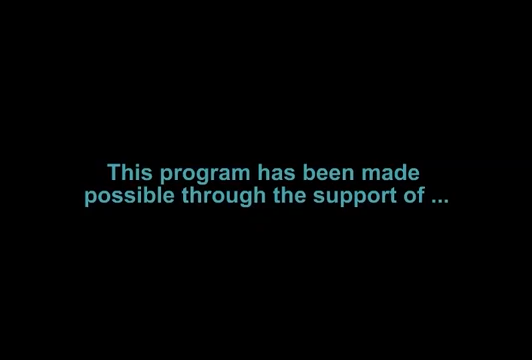 This program has been made
possible through the support of ...